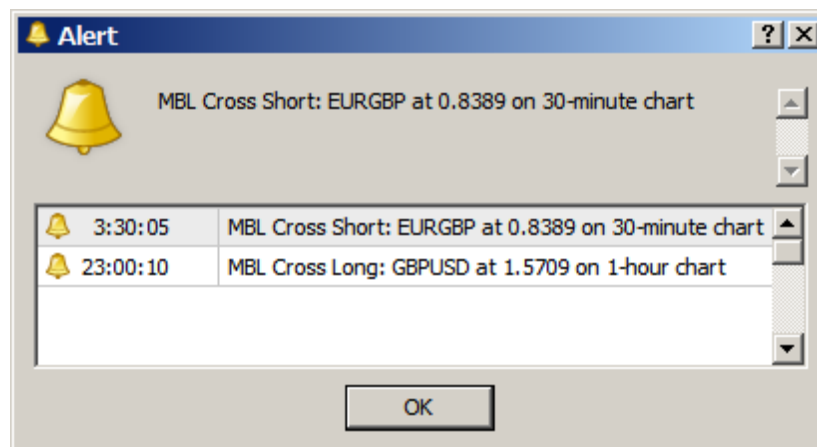 Alert
MBL Cross Short: EURGBP at 0.8389 on 30-minute chart
3:30:05 MBL Cross Short: EURGBP at 0.8389 on 30-minute chart
23:00:10 MBL Cross Long: GBPUSD at 1.5709 on 1-hour chart
OK